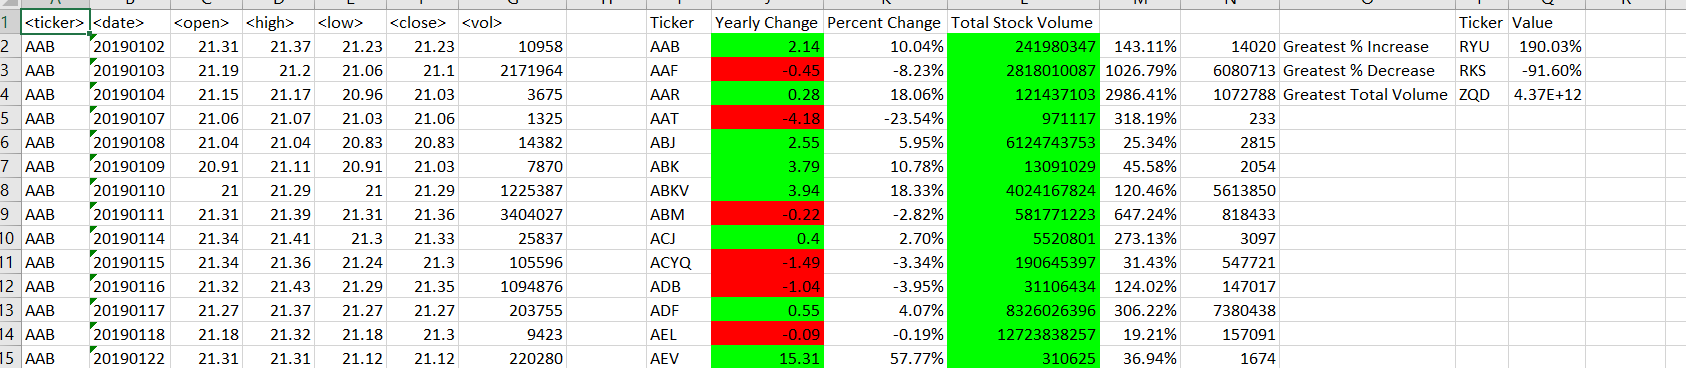 1 <ticker> <date> <open> <high> <low> <close> <vol> Ticker Yearly Change Percent Change Total Stock Volume Ticker Value
2 AAB 20190102 21.31 21.37 21.23 21.23 10958 AAB 2.14 10.04% 241980347 143.11% 14020 Greatest % Increase RYU 190.03%
3 AAB 20190103 21.19 21.2 21.06 21.1 2171964 AAF -0.45 -8.23% 2818010087 1026.79% 6080713 Greatest % Decrease RKS -91.60%
4 AAB 20190104 21.15 21.17 20.96 21.03 3675 AAR 0.28 18.06% 121437103 2986.41% 1072788 Greatest Total Volume ZQD 4.37E+12
5 AAB 20190107 21.06 21.07 21.03 21.06 1325 AAT -4.18 -23.54% 971117 318.19% 233
6 AAB 20190108 21.04 21.04 20.83 20.83 14382 ABJ 2.55 5.95% 6124743753 25.34% 2815
7 AAB 20190109 20.91 21.11 20.91 21.03 7870 ABK 3.79 10.78% 13091029 45.58% 2054
8 AAB 20190110 21 21.29 21 21.29 1225387 ABKV 3.94 18.33% 4024167824 120.46% 5613850
9 AAB 20190111 21.31 21.39 21.31 21.36 3404027 ABM -0.22 -2.82% 581771223 647.24% 818433
10 AAB 20190114 21.34 21.41 21.3 21.33 25837 ACJ 0.4 2.70% 5520801 273.13% 3097
11 AAB 20190115 21.34 21.36 21.24 21.3 105596 ACYQ -1.49 -3.34% 190645397 31.43% 547721
12 AAB 20190116 21.32 21.43 21.29 21.35 1094876 ADB -1.04 -3.95% 31106434 124.02% 147017
13 AAB 20190117 21.27 21.37 21.27 21.27 203755 ADF 0.55 4.07% 8326026396 306.22% 7380438
14 AAB 20190118 21.18 21.32 21.18 21.3 9423 AEL -0.09 -0.19% 12723838257 19.21% 157091
15 AAB 20190122 21.31 21.31 21.12 21.12 220280 AEV 15.31 57.77% 310625 36.94% 1674